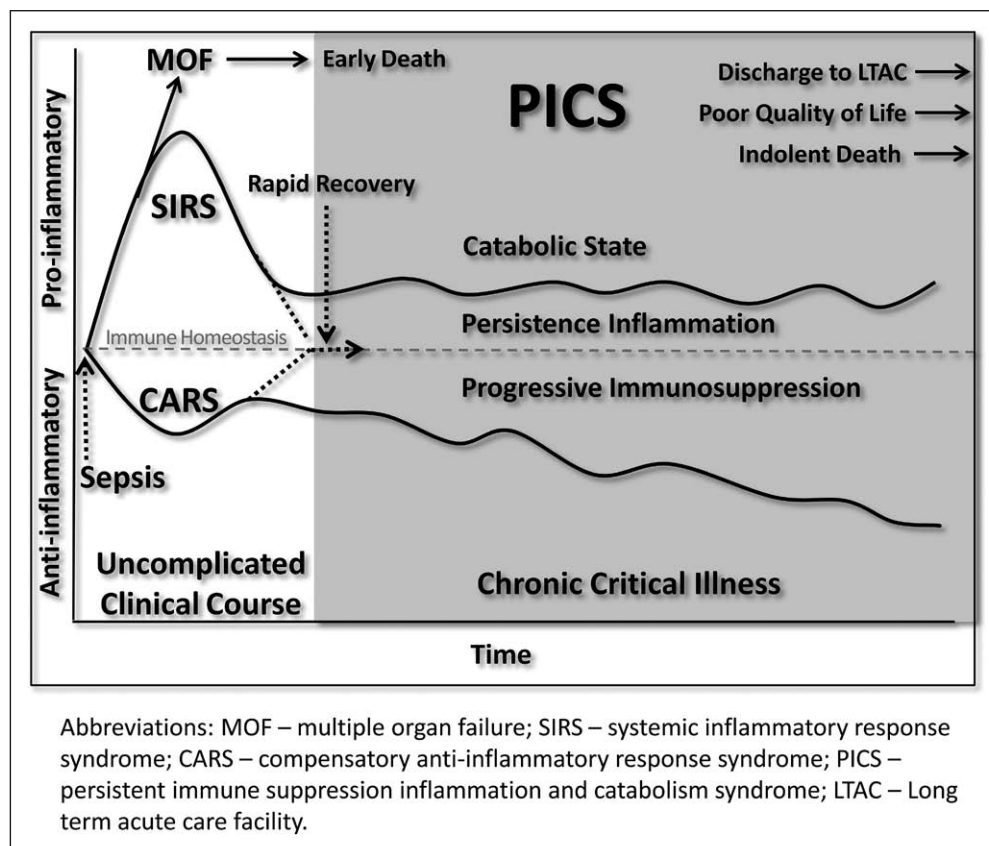 MOF
Early Death
PICS
Discharge to LTAC
Poor Quality of Life
Indolent Death
Pro-inflammatory
SIRS
Rapid Recovery
Catabolic State
Immune Homeostasis
Persistence Inflammation
Anti-inflammatory
CARS
Progressive Immunosuppression
Sepsis
Uncomplicated
Clinical Course
Chronic Critical Illness
Time
Abbreviations: MOF – multiple organ failure; SIRS – systemic inflammatory response
syndrome; CARS – compensatory anti-inflammatory response syndrome; PICS –
persistent immune suppression inflammation and catabolism syndrome; LTAC – Long
term acute care facility.